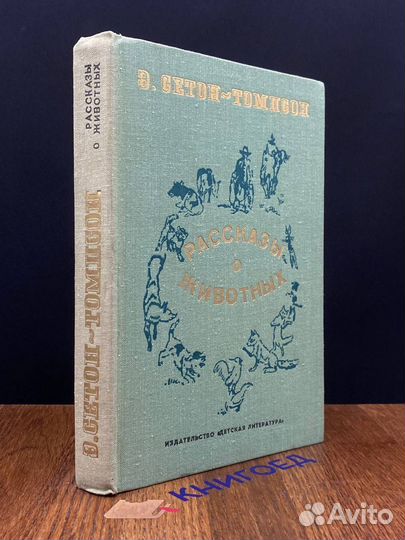 Э. СЕТОН-ТОМПСОН
РАССКАЗЫ
О
ЖИВОТНЫХ
ИЗДАТЕЛЬСТВО «ДЕТСКАЯ ЛИТЕРАТУРА»
РАССКАЗЫ
О ЖИВОТНЫХ
Э. СЕТОН-ТОМПСОН
КНИГОЕД
Avito